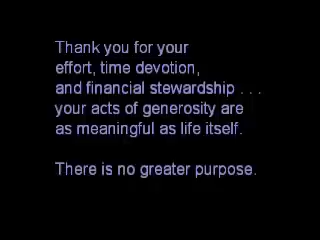 Thank you for your
effort, time devotion,
and financial stewardship . . .
your acts of generosity are
as meaningful as life itself.
There is no greater purpose.